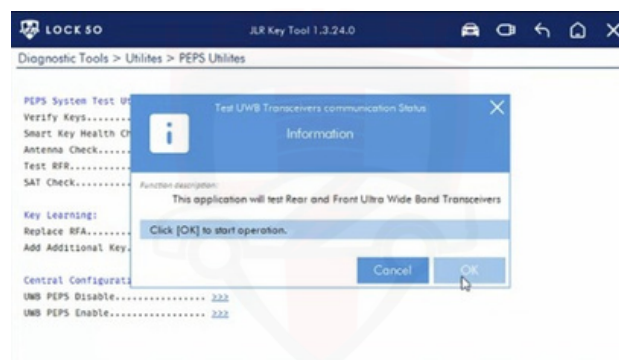 LOCK 50
JLR Key Tool 1.3.24.0
Diagnostic Tools > Utilites > PEPS Utilites
PEPS System Test Ut
Verify Keys.......
Smart Key Health Ch
Antenna Check.....
Test RFR.........
SAT Check.........
Key Learning:
Replace RFA.......
Add Additional Key.
Central Configurati
UWB PEPS Disable................ >>>
UWB PEPS Enable................. >>>
Test UWB Transceivers communication Status
Information
Function description:
This application will test Rear and Front Ultra Wide Band Transceivers
Click [OK] to start operation.
Cancel
OK